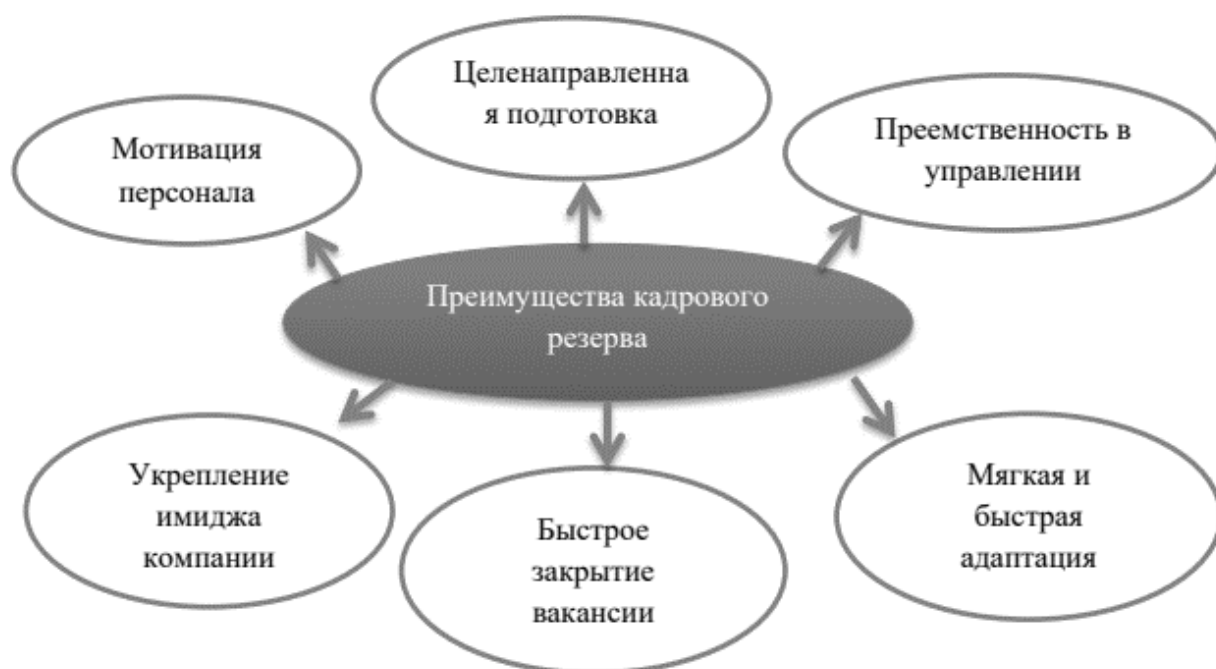 Целенаправленна
я подготовка
Мотивация
персонала
Преемственность в
управлении
Преимущества кадрового
резерва
Укрепление
имиджа
компании
Быстрое
закрытие
вакансии
Мягкая и
быстрая
адаптация